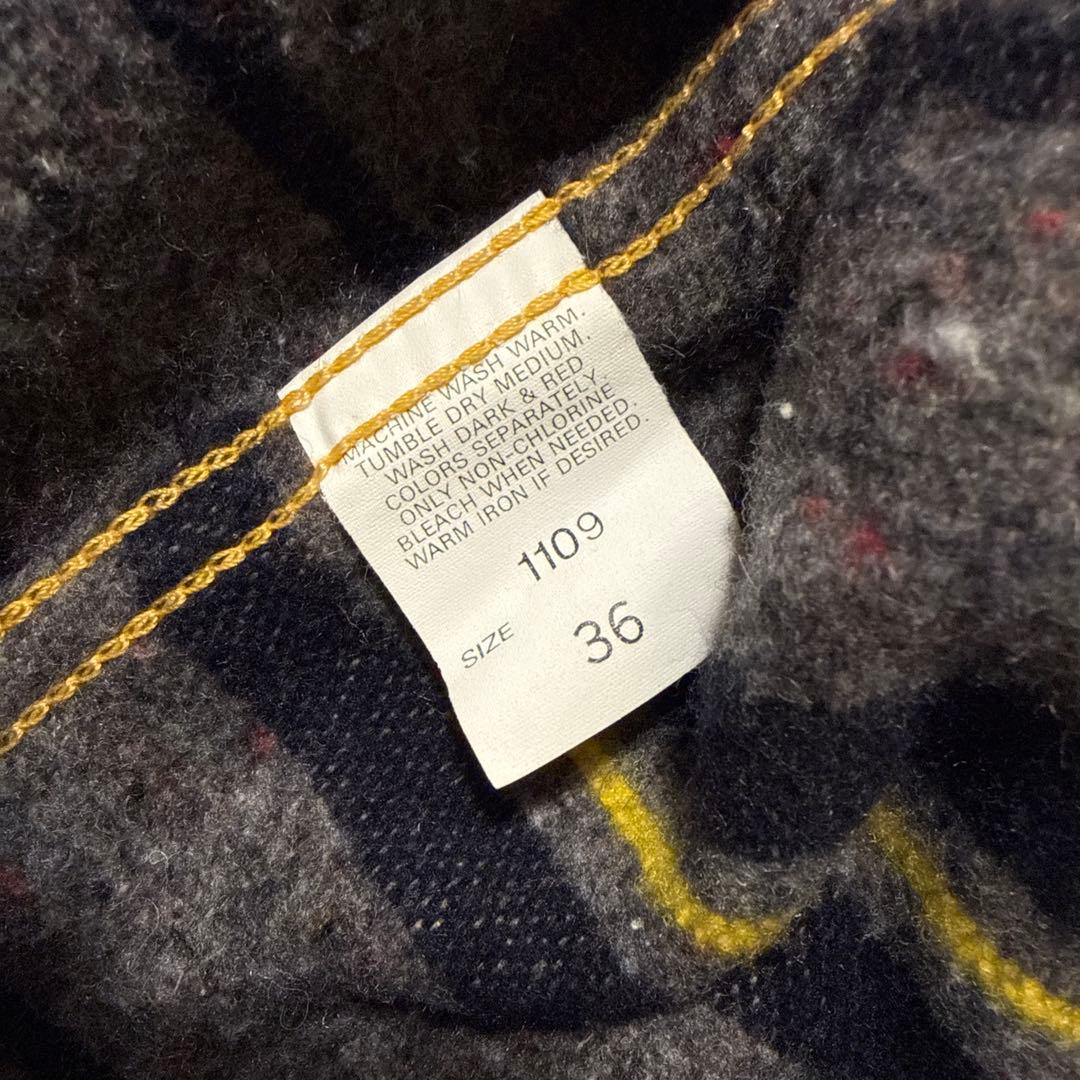 MACHINE WASH WARM.
TUMBLE DRY MEDIUM.
WASH DARK & RED
COLORS SEPARATELY.
ONLY NON-CHLORINE
BLEACH WHEN NEEDED.
WARM IRON IF DESIRED.
1109
SIZE 36